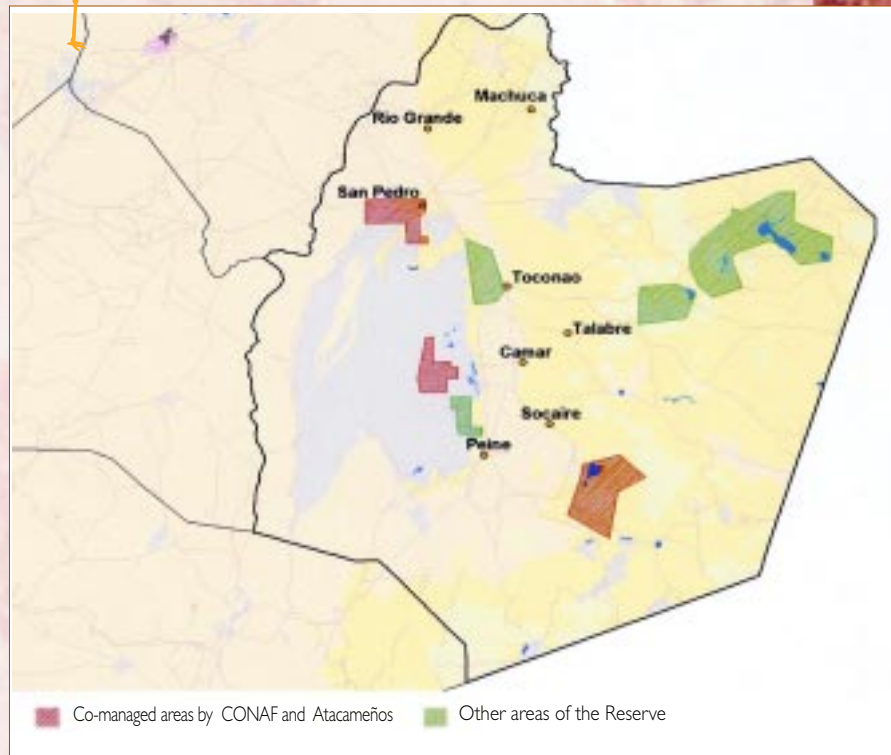 Machuca
Rio Grande
San Pedro
Toconao
Talabre
Camar
Socaire
Peine
Co-managed areas by CONAF and Atacameños
Other areas of the Reserve